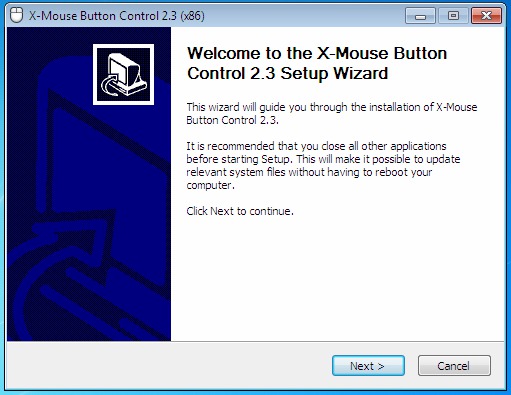 X-Mouse Button Control 2.3 (x86)
Welcome to the X-Mouse Button
Control 2.3 Setup Wizard
This wizard will guide you through the installation of X-Mouse
Button Control 2.3.
It is recommended that you close all other applications
before starting Setup. This will make it possible to update
relevant system files without having to reboot your
computer.
Click Next to continue.
Next >
Cancel